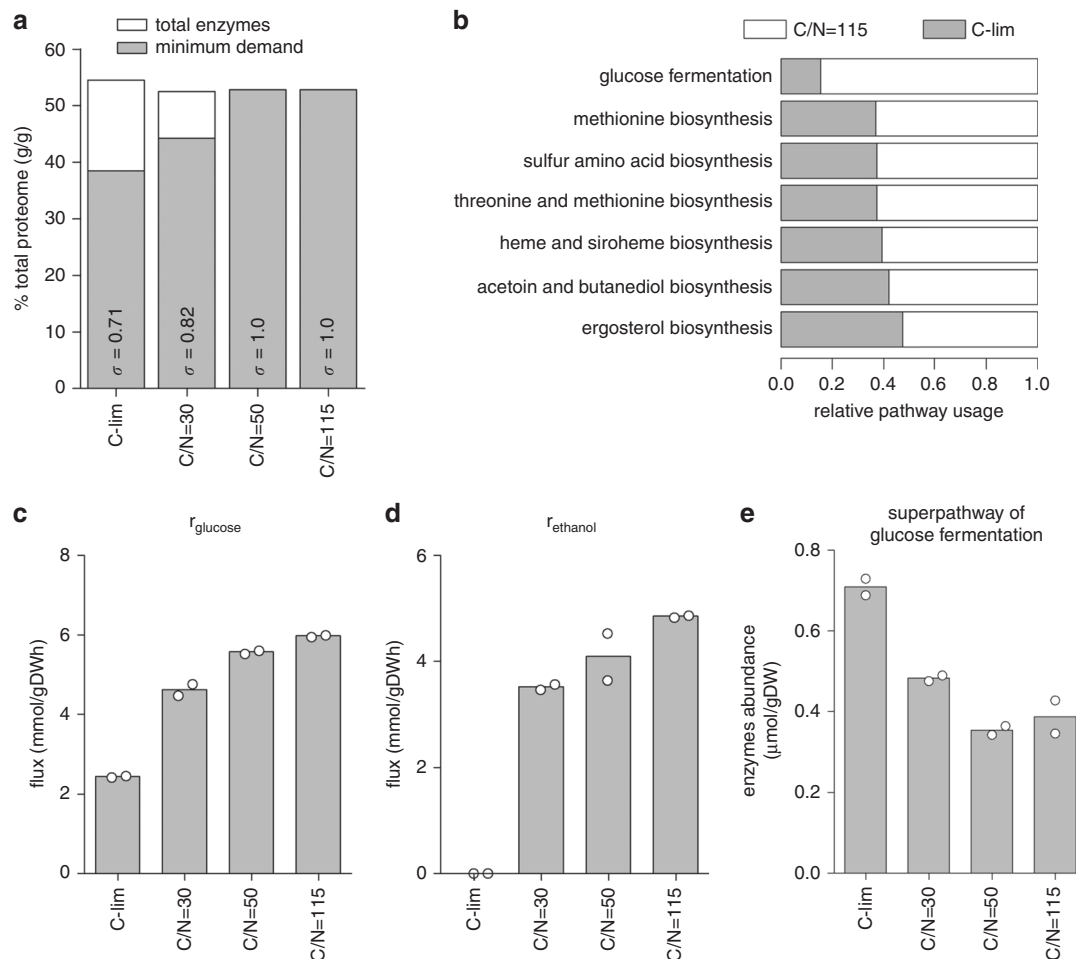 a
total enzymes
minimum demand
% total proteome (g/g)
60
50
40
30
20
10
0
σ = 0.71
σ = 0.82
σ = 1.0
σ = 1.0
C-lim
C/N=30
C/N=50
C/N=115
b
C/N=115
C-lim
glucose fermentation
methionine biosynthesis
sulfur amino acid biosynthesis
threonine and methionine biosynthesis
heme and siroheme biosynthesis
acetoin and butanediol biosynthesis
ergosterol biosynthesis
0.0 0.2 0.4 0.6 0.8 1.0
relative pathway usage
c
r_glucose
flux (mmol/gDWh)
8
6
4
2
0
C-lim
C/N=30
C/N=50
C/N=115
d
r_ethanol
flux (mmol/gDWh)
6
4
2
0
C-lim
C/N=30
C/N=50
C/N=115
e
superpathway of
glucose fermentation
enzymes abundance
(μmol/gDW)
0.8
0.6
0.4
0.2
0.0
C-lim
C/N=30
C/N=50
C/N=115